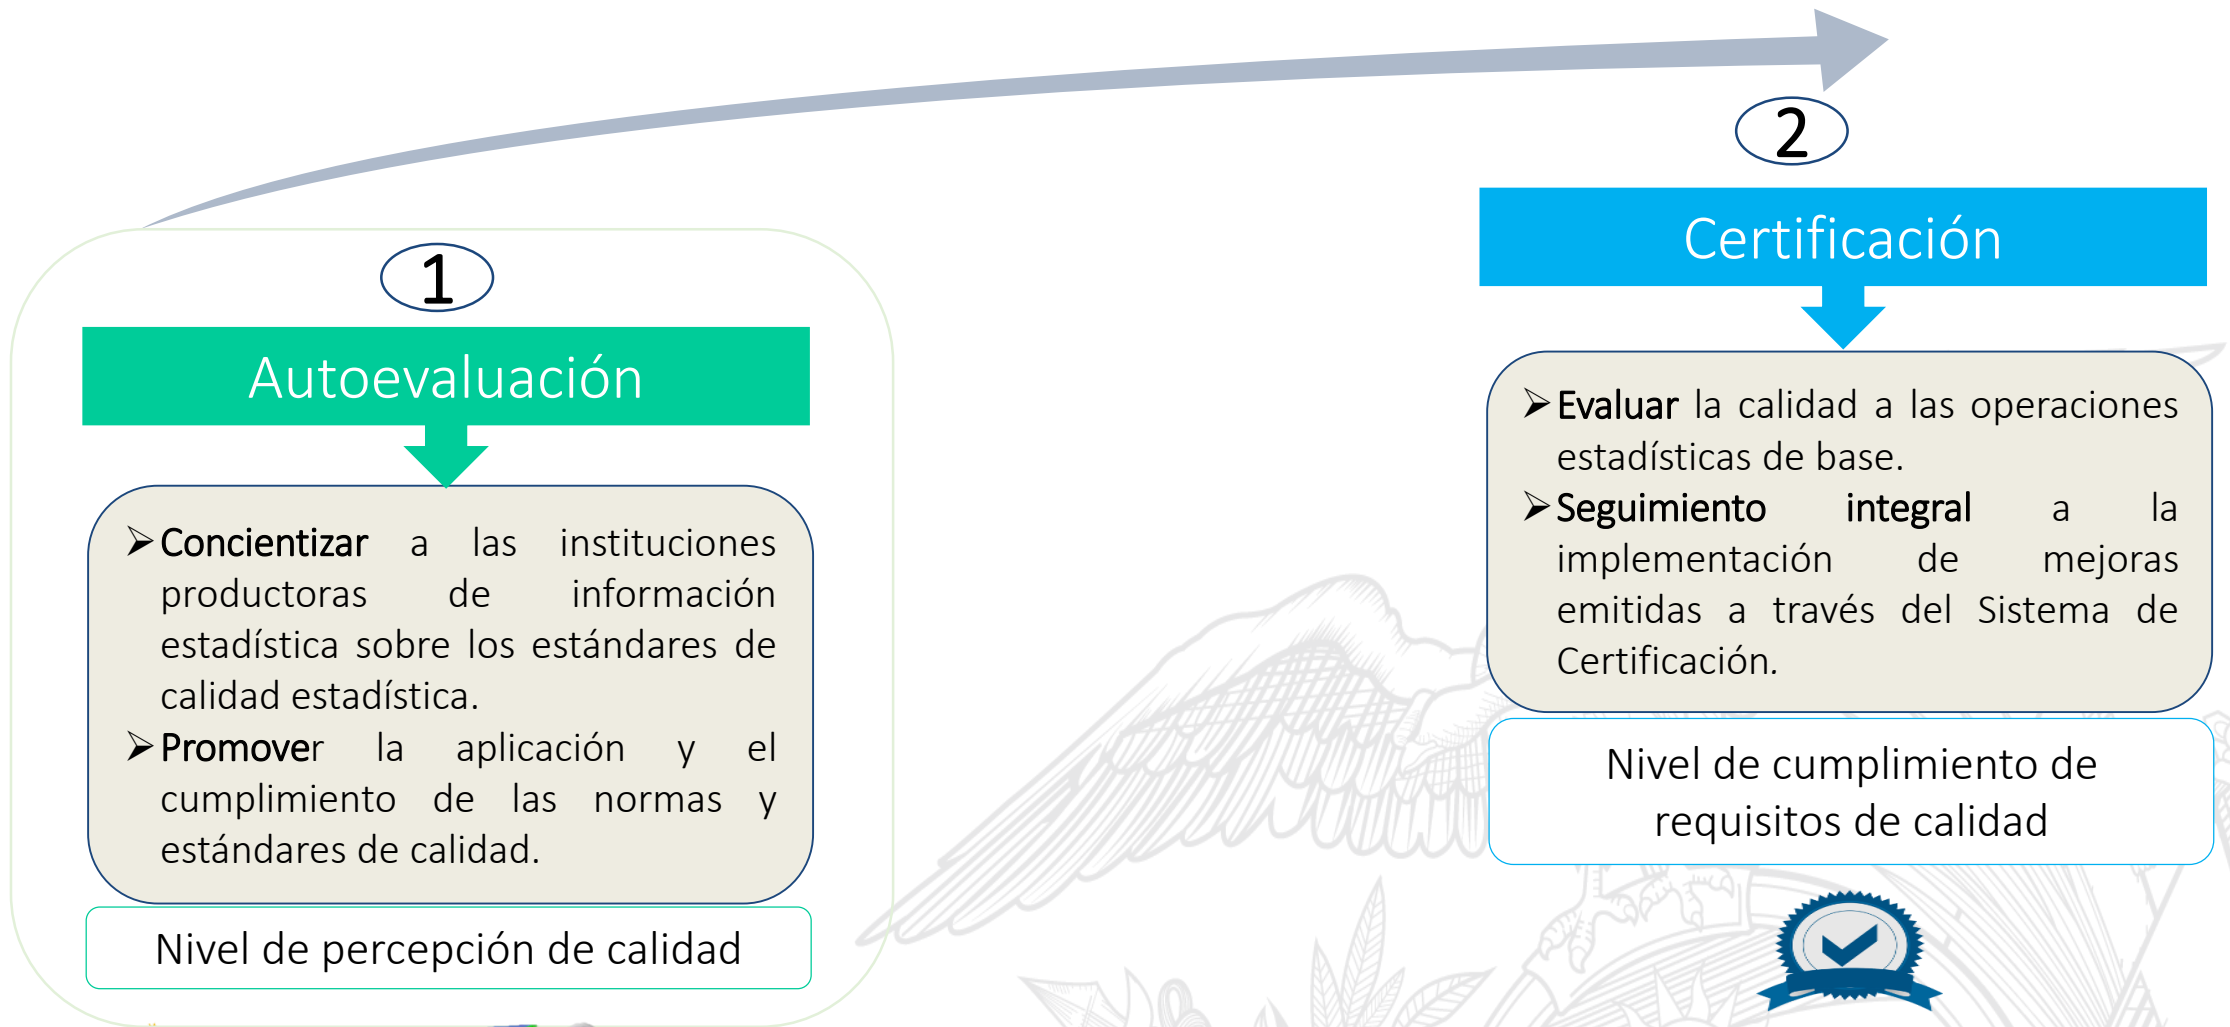 1
Autoevaluación
➢Concientizar a las instituciones
productoras de información
estadística sobre los estándares de
calidad estadística.
➢Promover la aplicación y el
cumplimiento de las normas y
estándares de calidad.
Nivel de percepción de calidad
2
Certificación
➢Evaluar la calidad a las operaciones
estadísticas de base.
➢Seguimiento integral a la
implementación de mejoras
emitidas a través del Sistema de
Certificación.
Nivel de cumplimiento de
requisitos de calidad